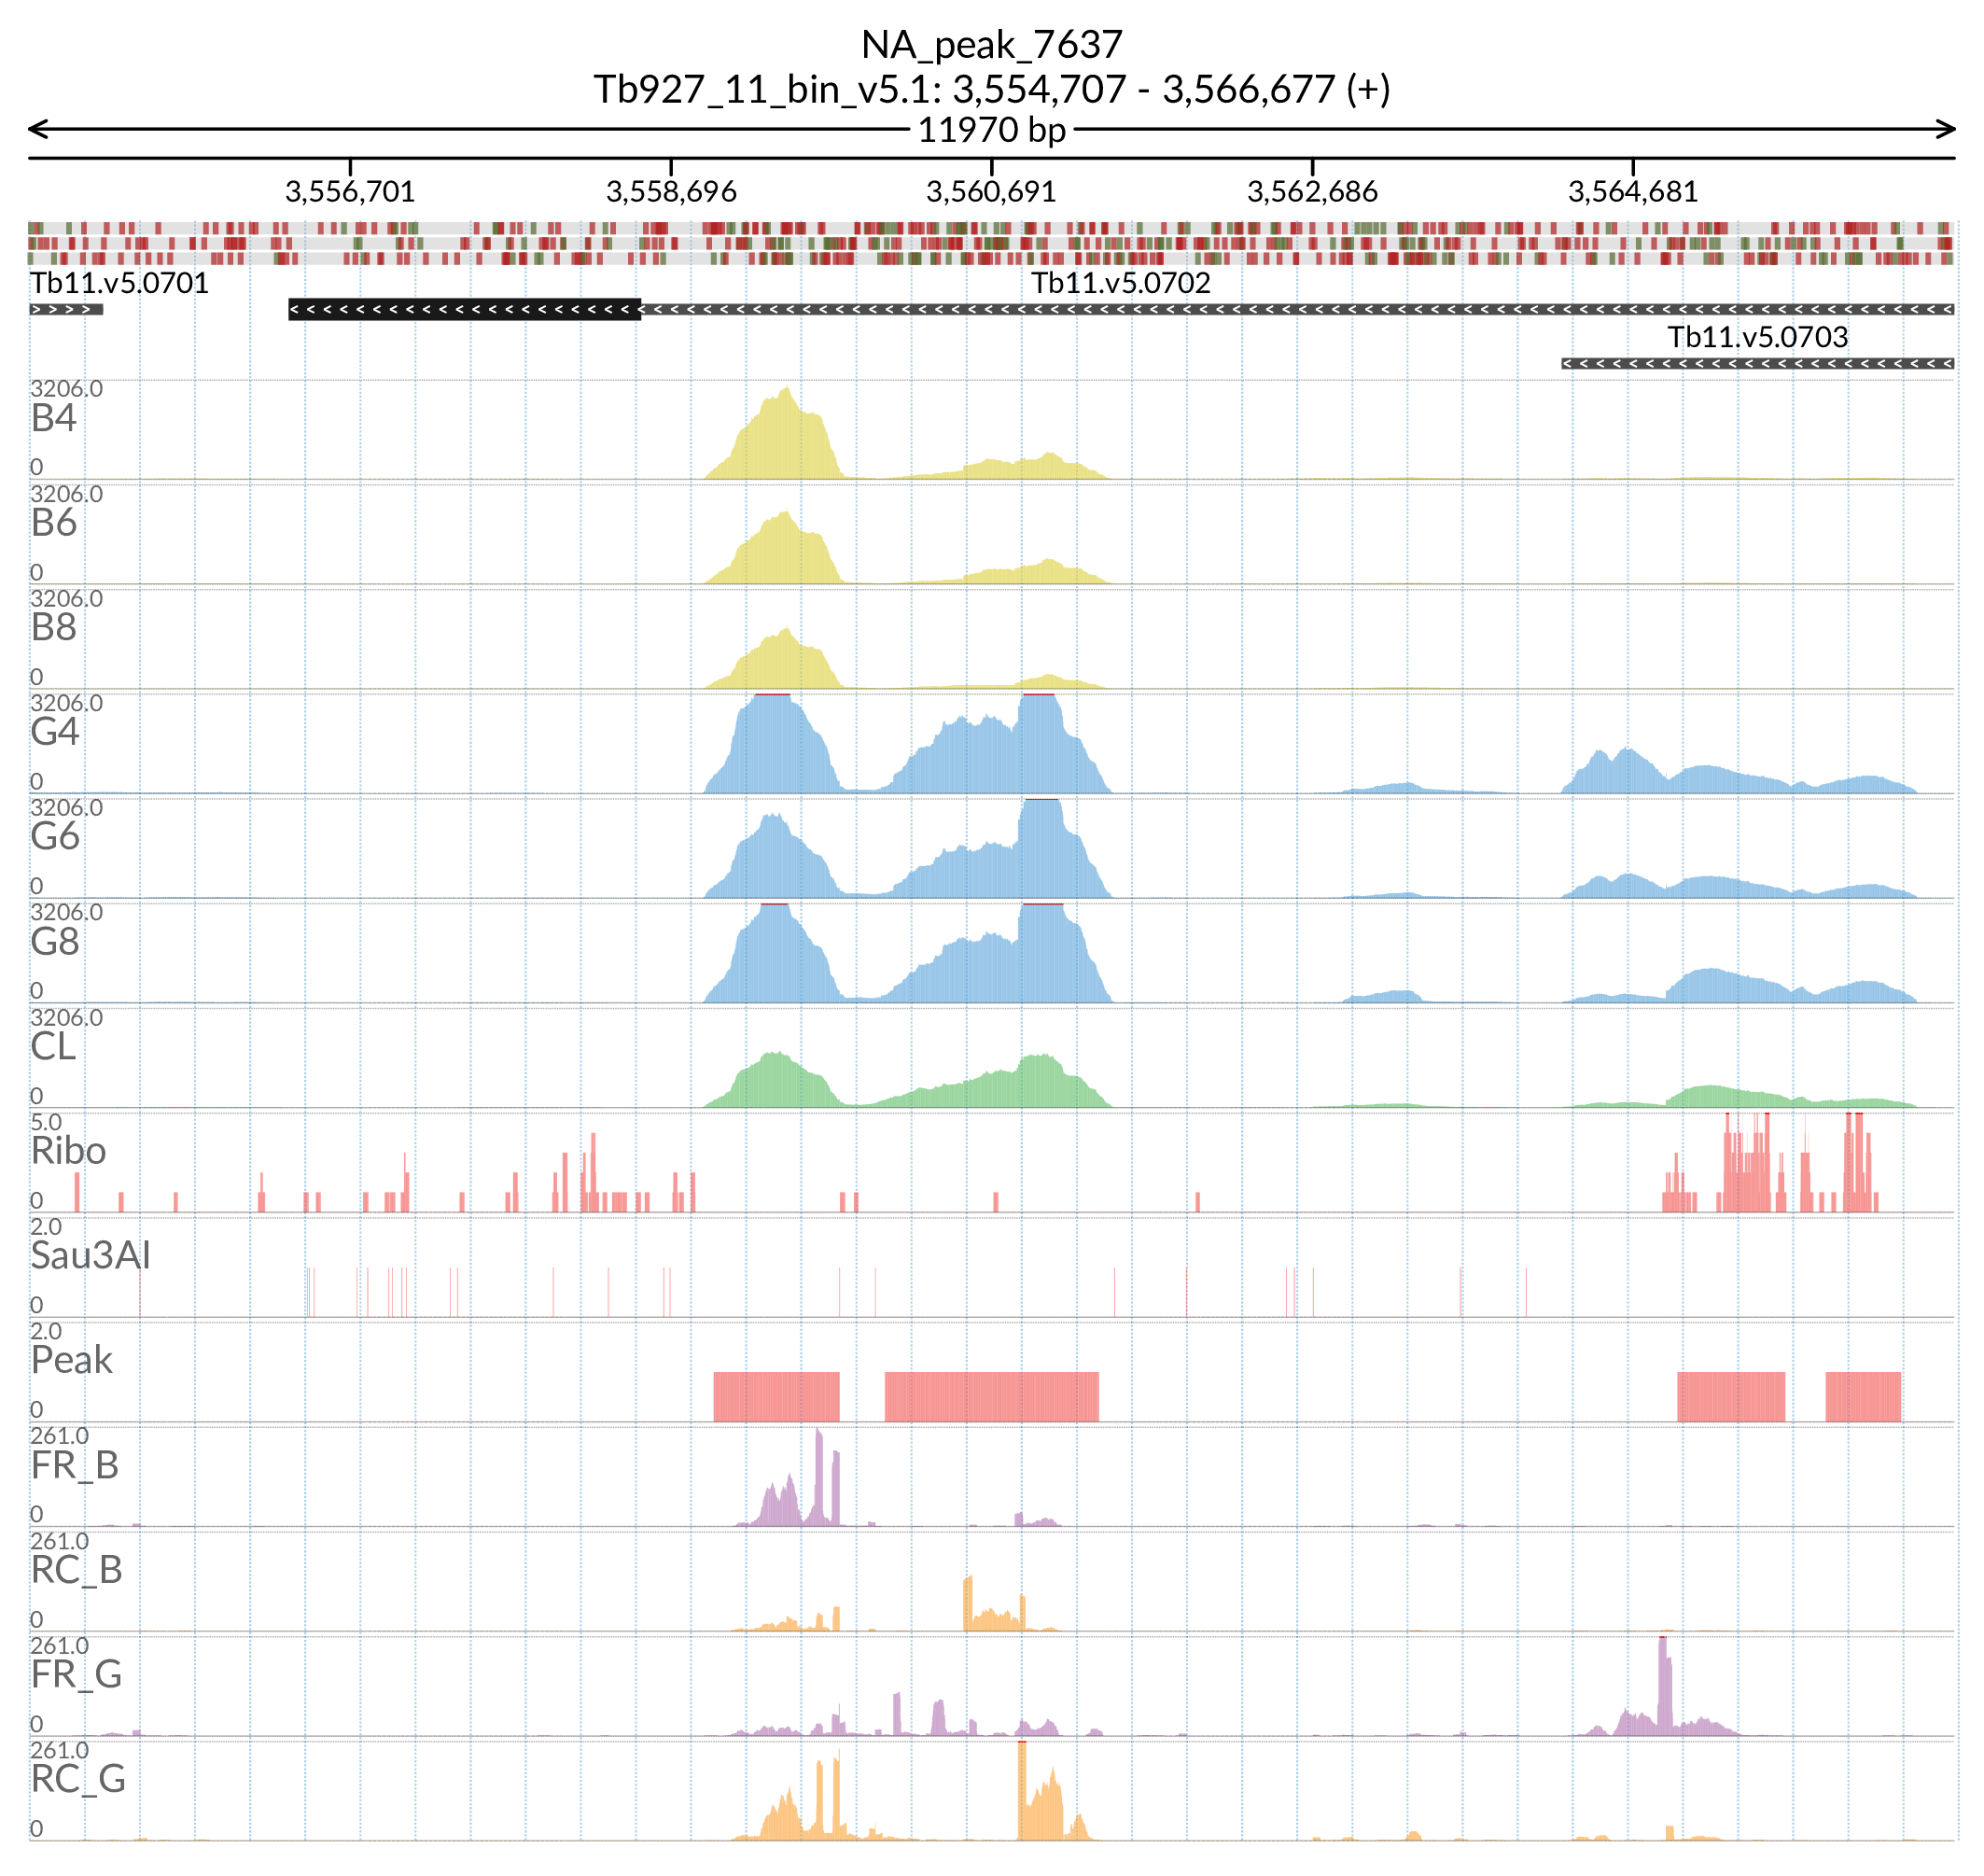 NA_peak_7637
Tb927_11_bin_v5.1: 3,554,707 - 3,566,677 (+)
11970 bp
3,556,701 3,558,696 3,560,691 3,562,686 3,564,681
Tb11.v5.0701 Tb11.v5.0702
Tb11.v5.0703
3206.0
B4
0
3206.0
B6
0
3206.0
B8
0
3206.0
G4
0
3206.0
G6
0
3206.0
G8
0
3206.0
CL
0
5.0
Ribo
0
2.0
Sau3AI
0
2.0
Peak
0
261.0
FR_B
0
261.0
RC_B
0
261.0
FR_G
0
261.0
RC_G
0